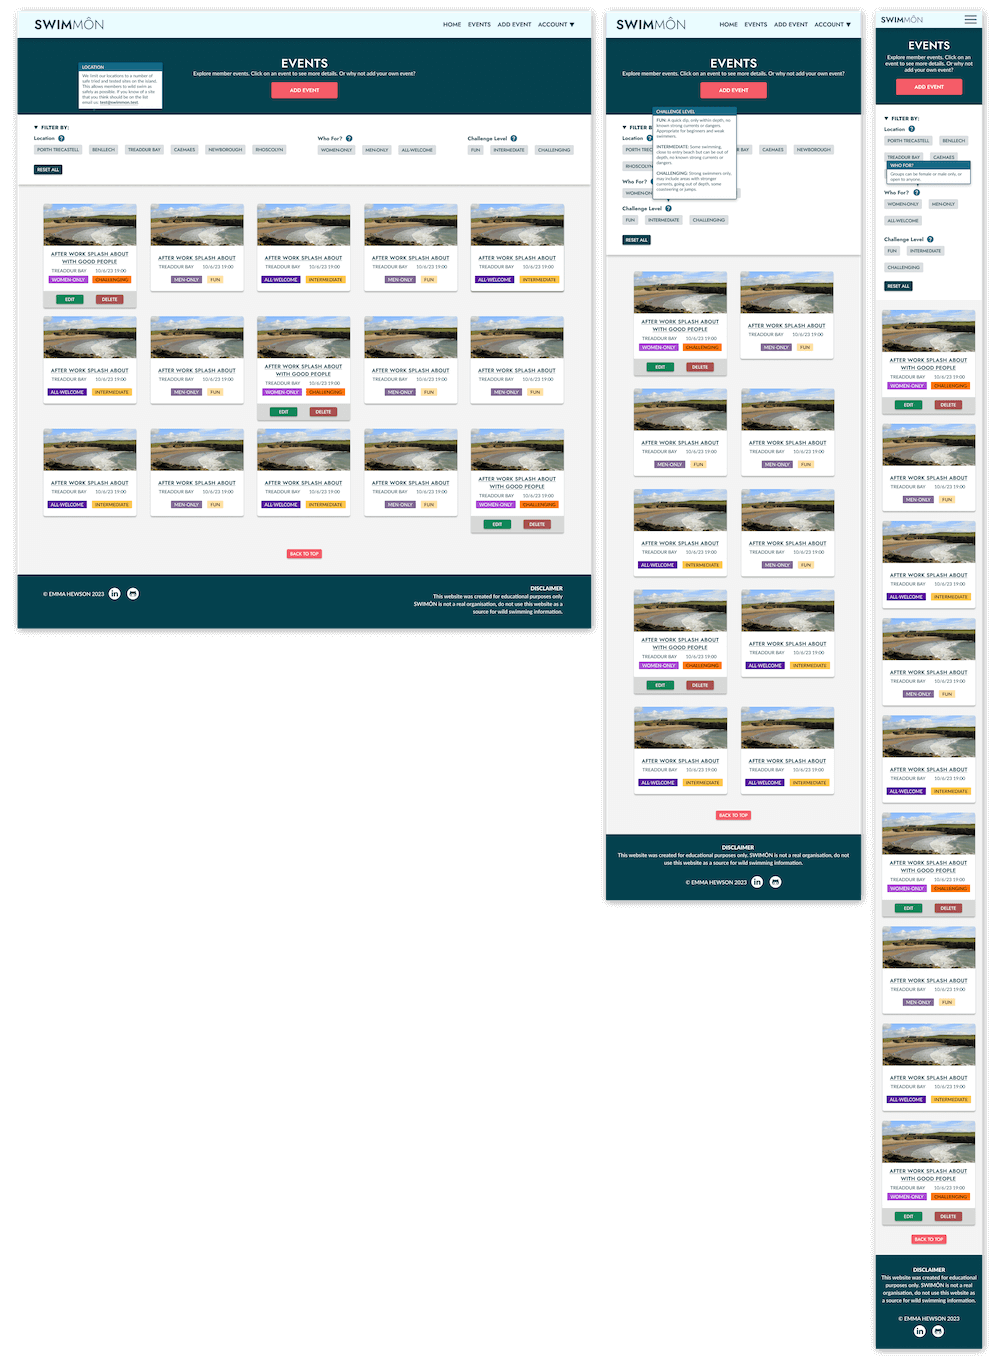 SWIMMÔN
HOME EVENTS ADD EVENT ACCOUNT ▼
LOCATION
We limit our locations to a number of
safe tried and tested sites on the island.
This allows members to wild swim as
safely as possible. If you know of a site
that you think should be on the list
email us: test@swimmon.test.
EVENTS
Explore member events. Click on an event to see more details. Or why not add your own event?
ADD EVENT
▼ FILTER BY:
Location ?
PORTH TRECASTELL BENLLECH TREADDUR BAY CAEMAES NEWBOROUGH RHOSCOLYN
Who For? ?
WOMEN-ONLY MEN-ONLY ALL-WELCOME
Challenge Level ?
FUN INTERMEDIATE CHALLENGING
RESET ALL
AFTER WORK SPLASH ABOUT
WITH GOOD PEOPLE
TREADDUR BAY 10/6/23 19:00
WOMEN-ONLY CHALLENGING
EDIT DELETE
AFTER WORK SPLASH ABOUT
TREADDUR BAY 10/6/23 19:00
MEN-ONLY FUN
AFTER WORK SPLASH ABOUT
TREADDUR BAY 10/6/23 19:00
ALL-WELCOME INTERMEDIATE
AFTER WORK SPLASH ABOUT
TREADDUR BAY 10/6/23 19:00
MEN-ONLY FUN
AFTER WORK SPLASH ABOUT
TREADDUR BAY 10/6/23 19:00
ALL-WELCOME INTERMEDIATE
AFTER WORK SPLASH ABOUT
TREADDUR BAY 10/6/23 19:00
ALL-WELCOME INTERMEDIATE
AFTER WORK SPLASH ABOUT
TREADDUR BAY 10/6/23 19:00
MEN-ONLY FUN
AFTER WORK SPLASH ABOUT
WITH GOOD PEOPLE
TREADDUR BAY 10/6/23 19:00
WOMEN-ONLY CHALLENGING
EDIT DELETE
AFTER WORK SPLASH ABOUT
TREADDUR BAY 10/6/23 19:00
MEN-ONLY FUN
AFTER WORK SPLASH ABOUT
TREADDUR BAY 10/6/23 19:00
MEN-ONLY FUN
AFTER WORK SPLASH ABOUT
TREADDUR BAY 10/6/23 19:00
ALL-WELCOME INTERMEDIATE
AFTER WORK SPLASH ABOUT
TREADDUR BAY 10/6/23 19:00
MEN-ONLY FUN
AFTER WORK SPLASH ABOUT
TREADDUR BAY 10/6/23 19:00
ALL-WELCOME INTERMEDIATE
AFTER WORK SPLASH ABOUT
TREADDUR BAY 10/6/23 19:00
MEN-ONLY FUN
AFTER WORK SPLASH ABOUT
WITH GOOD PEOPLE
TREADDUR BAY 10/6/23 19:00
WOMEN-ONLY CHALLENGING
EDIT DELETE
BACK TO TOP
© EMMA HEWSON 2023 in
DISCLAIMER
This website was created for educational purposes only
SWIMÔN is not a real organisation, do not use this website as a
source for wild swimming information.
SWIMMÔN
HOME EVENTS ADD EVENT ACCOUNT ▼
EVENTS
Explore member events. Click on an event to see more details. Or why not add your own event?
ADD EVENT
CHALLENGE LEVEL
FUN: A quick dip, only within depth, no
known strong currents or dangers.
Appropriate for beginners and weak
swimmers.
INTERMEDIATE: Some swimming,
close to entry beach but can be out of
depth, no known strong currents or
dangers
CHALLENGING: Strong swimmers only,
may include areas with stronger
currents, going out of depth, some
coasteering or jumps.
▼ FILTER B
Location
PORTH T R BAY CAEMAES NEWBOROUGH
RHOSCOLYN
Who For?
WOMEN-ON
Challenge Level ?
FUN INTERMEDIATE CHALLENGING
RESET ALL
AFTER WORK SPLASH ABOUT
WITH GOOD PEOPLE
TREADDUR BAY 10/6/23 19:00
WOMEN-ONLY CHALLENGING
EDIT DELETE
AFTER WORK SPLASH ABOUT
TREADDUR BAY 10/6/23 19:00
MEN-ONLY FUN
AFTER WORK SPLASH ABOUT
TREADDUR BAY 10/6/23 19:00
MEN-ONLY FUN
AFTER WORK SPLASH ABOUT
TREADDUR BAY 10/6/23 19:00
MEN-ONLY FUN
AFTER WORK SPLASH ABOUT
TREADDUR BAY 10/6/23 19:00
ALL-WELCOME INTERMEDIATE
AFTER WORK SPLASH ABOUT
TREADDUR BAY 10/6/23 19:00
MEN-ONLY FUN
AFTER WORK SPLASH ABOUT
WITH GOOD PEOPLE
TREADDUR BAY 10/6/23 19:00
WOMEN-ONLY CHALLENGING
EDIT DELETE
AFTER WORK SPLASH ABOUT
TREADDUR BAY 10/6/23 19:00
ALL-WELCOME INTERMEDIATE
AFTER WORK SPLASH ABOUT
TREADDUR BAY 10/6/23 19:00
ALL-WELCOME INTERMEDIATE
AFTER WORK SPLASH ABOUT
TREADDUR BAY 10/6/23 19:00
ALL-WELCOME INTERMEDIATE
BACK TO TOP
DISCLAIMER
This website was created for educational purposes only. SWIMÔN is not a real organisation, do not
use this website as a source for wild swimming information.
© EMMA HEWSON 2023 in
SWIMMÔN
EVENTS
Explore member events. Click on an
event to see more details. Or why
not add your own event?
ADD EVENT
▼ FILTER BY:
Location ?
PORTH TRECASTELL BENLLECH
TREADDUR BAY CAEMAES
WHO FOR?
Groups can be female or male only, or
open to anyone.
Who For? ?
WOMEN-ONLY MEN-ONLY
ALL-WELCOME
Challenge Level ?
FUN INTERMEDIATE
CHALLENGING
RESET ALL
AFTER WORK SPLASH ABOUT
WITH GOOD PEOPLE
TREADDUR BAY 10/6/23 19:00
WOMEN-ONLY CHALLENGING
EDIT DELETE
AFTER WORK SPLASH ABOUT
TREADDUR BAY 10/6/23 19:00
MEN-ONLY FUN
AFTER WORK SPLASH ABOUT
TREADDUR BAY 10/6/23 19:00
ALL-WELCOME INTERMEDIATE
AFTER WORK SPLASH ABOUT
TREADDUR BAY 10/6/23 19:00
MEN-ONLY FUN
AFTER WORK SPLASH ABOUT
TREADDUR BAY 10/6/23 19:00
ALL-WELCOME INTERMEDIATE
AFTER WORK SPLASH ABOUT
WITH GOOD PEOPLE
TREADDUR BAY 10/6/23 19:00
WOMEN-ONLY CHALLENGING
EDIT DELETE
AFTER WORK SPLASH ABOUT
TREADDUR BAY 10/6/23 19:00
MEN-ONLY FUN
AFTER WORK SPLASH ABOUT
TREADDUR BAY 10/6/23 19:00
ALL-WELCOME INTERMEDIATE
AFTER WORK SPLASH ABOUT
WITH GOOD PEOPLE
TREADDUR BAY 10/6/23 19:00
WOMEN-ONLY CHALLENGING
EDIT DELETE
BACK TO TOP
DISCLAIMER
This website was created for educational
purposes only. SWIMÔN is not a real
organisation, do not use this website as
a source for wild swimming information.
© EMMA HEWSON 2023
in